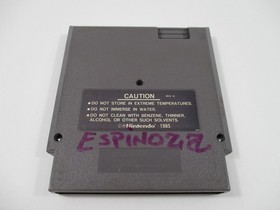 CAUTION
●DO NOT STORE IN EXTREME TEMPERATURES.
●DO NOT IMMERSE IN WATER.
●DO NOT CLEAN WITH BENZENE, THINNER,
ALCOHOL OR OTHER SUCH SOLVENTS.
©Nintendo 1985
ESPINOZA